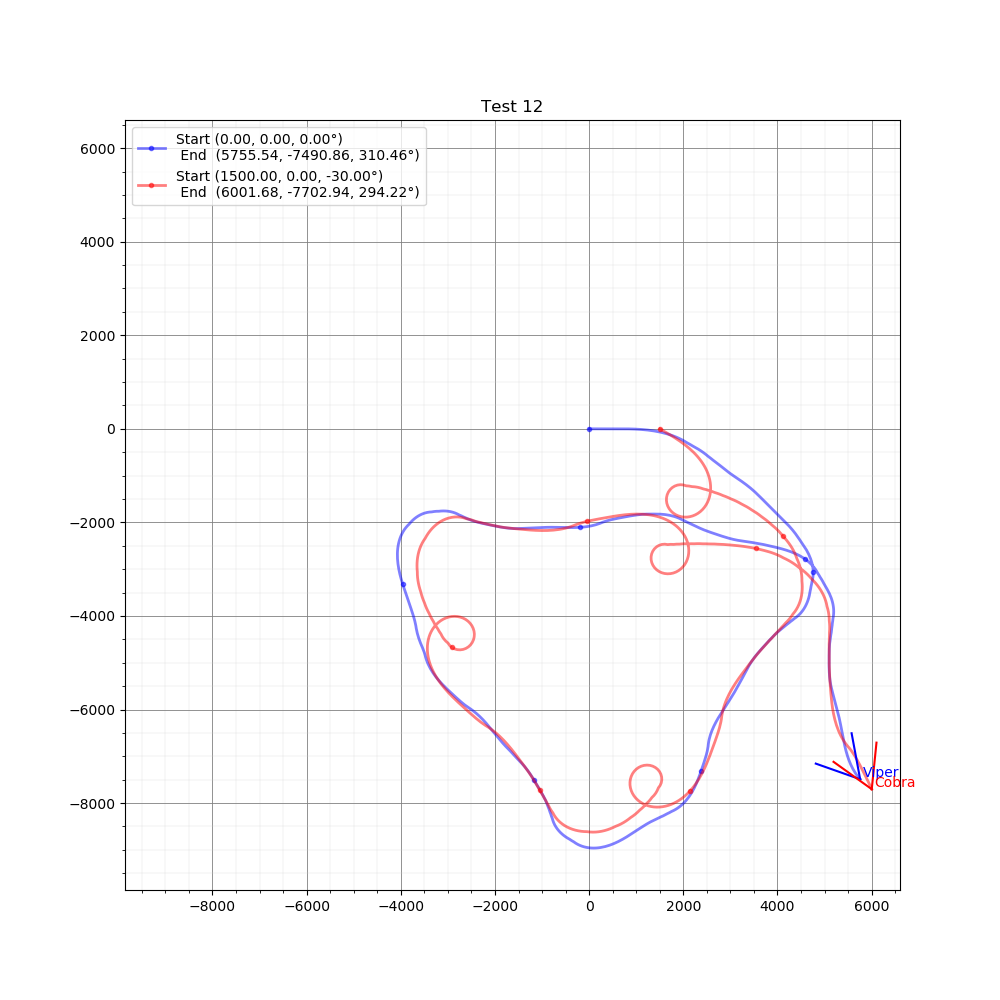 Test 12
Start (0.00, 0.00, 0.00°)
End (5755.54, -7490.86, 310.46°)
Start (1500.00, 0.00, -30.00°)
End (6001.68, -7702.94, 294.22°)
6000
4000
2000
0
−2000
−4000
−6000
−8000
Viper
Cobra
−8000 −6000 −4000 −2000 0 2000 4000 6000